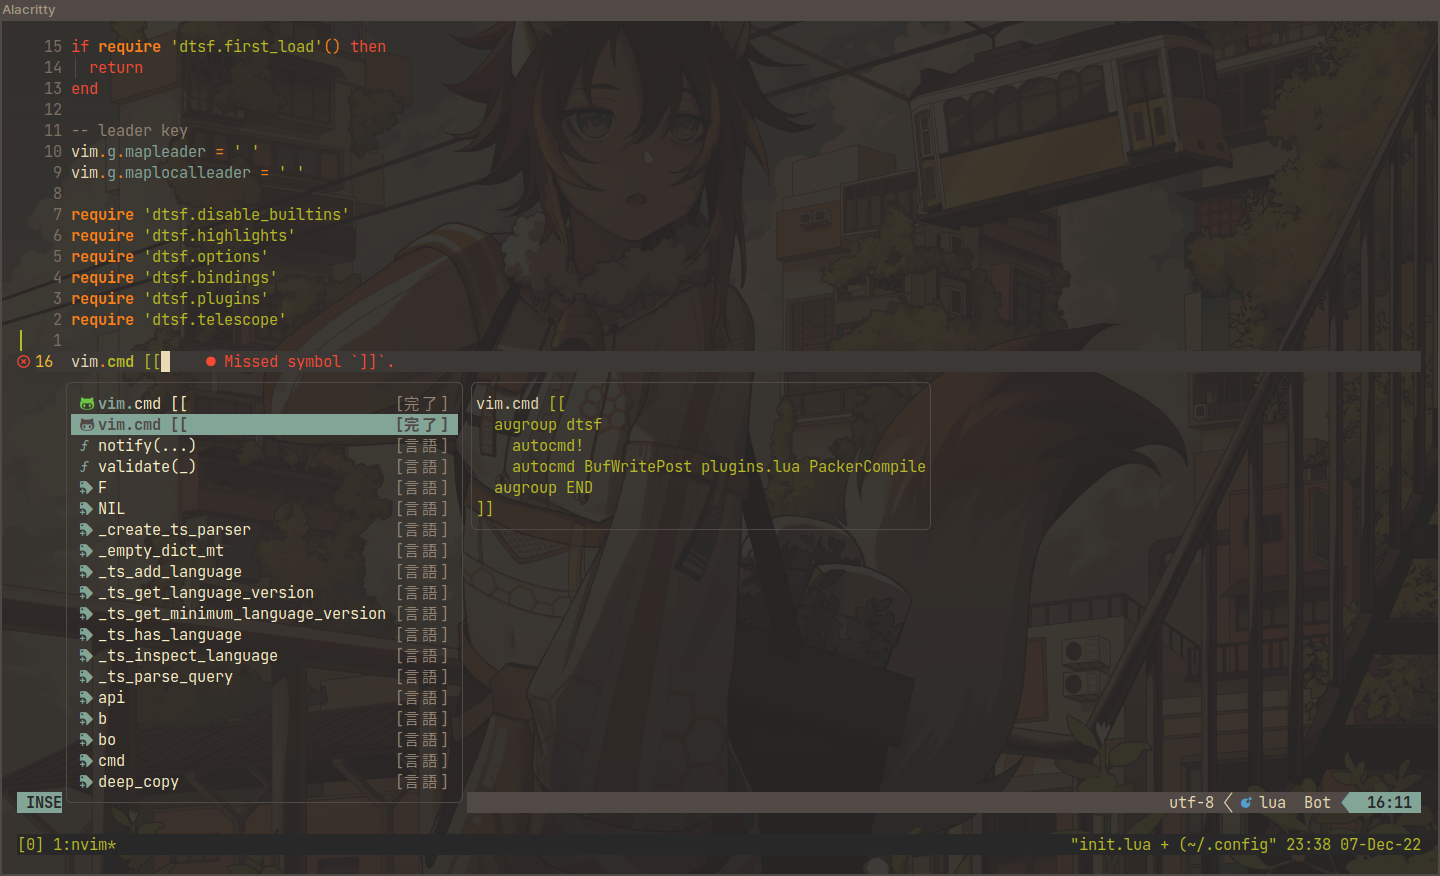 Alacritty
15 if require 'dtsf.first_load'() then
14 return
13 end
12
11 -- leader key
10 vim.g.mapleader = ' '
9 vim.g.maplocalleader = ' '
8
7 require 'dtsf.disable_builtins'
6 require 'dtsf.highlights'
5 require 'dtsf.options'
4 require 'dtsf.bindings'
3 require 'dtsf.plugins'
2 require 'dtsf.telescope'
1
16 vim.cmd [[ ● Missed symbol `]]`.
vim.cmd [[ [完了]
vim.cmd [[ [完了]
f notify(...) [言語]
f validate(_) [言語]
F [言語]
NIL [言語]
_create_ts_parser [言語]
_empty_dict_mt [言語]
_ts_add_language [言語]
_ts_get_language_version [言語]
_ts_get_minimum_language_version [言語]
_ts_has_language [言語]
_ts_inspect_language [言語]
_ts_parse_query [言語]
api [言語]
b [言語]
bo [言語]
cmd [言語]
deep_copy [言語]
vim.cmd [[
augroup dtsf
autocmd!
autocmd BufWritePost plugins.lua PackerCompile
augroup END
]]
INSE utf-8 lua Bot 16:11
[0] 1:nvim* "init.lua + (~/.config" 23:38 07-Dec-22